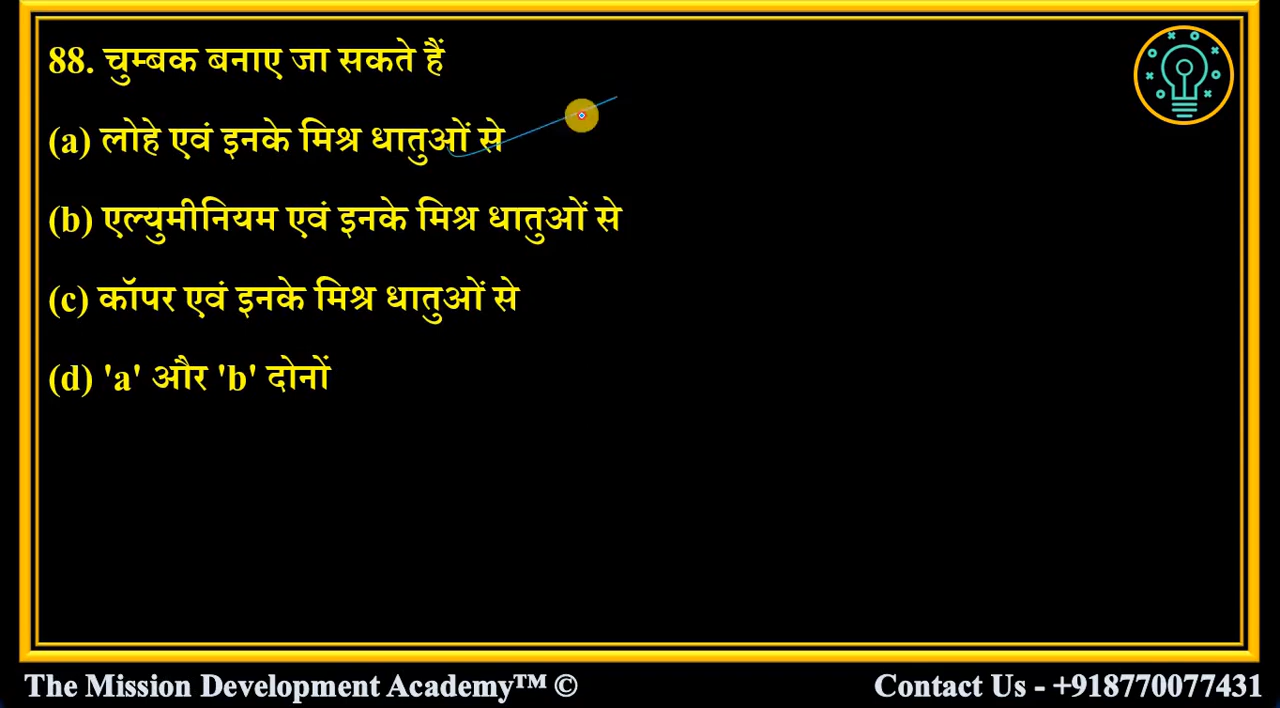 88. चुम्बक बनाए जा सकते हैं
(a) लोहे एवं इनके मिश्र धातुओं से
(b) एल्युमीनियम एवं इनके मिश्र धातुओं से
(c) कॉपर एवं इनके मिश्र धातुओं से
(d) 'a' और 'b' दोनों
The Mission Development Academy™ ©
Contact Us - +918770077431